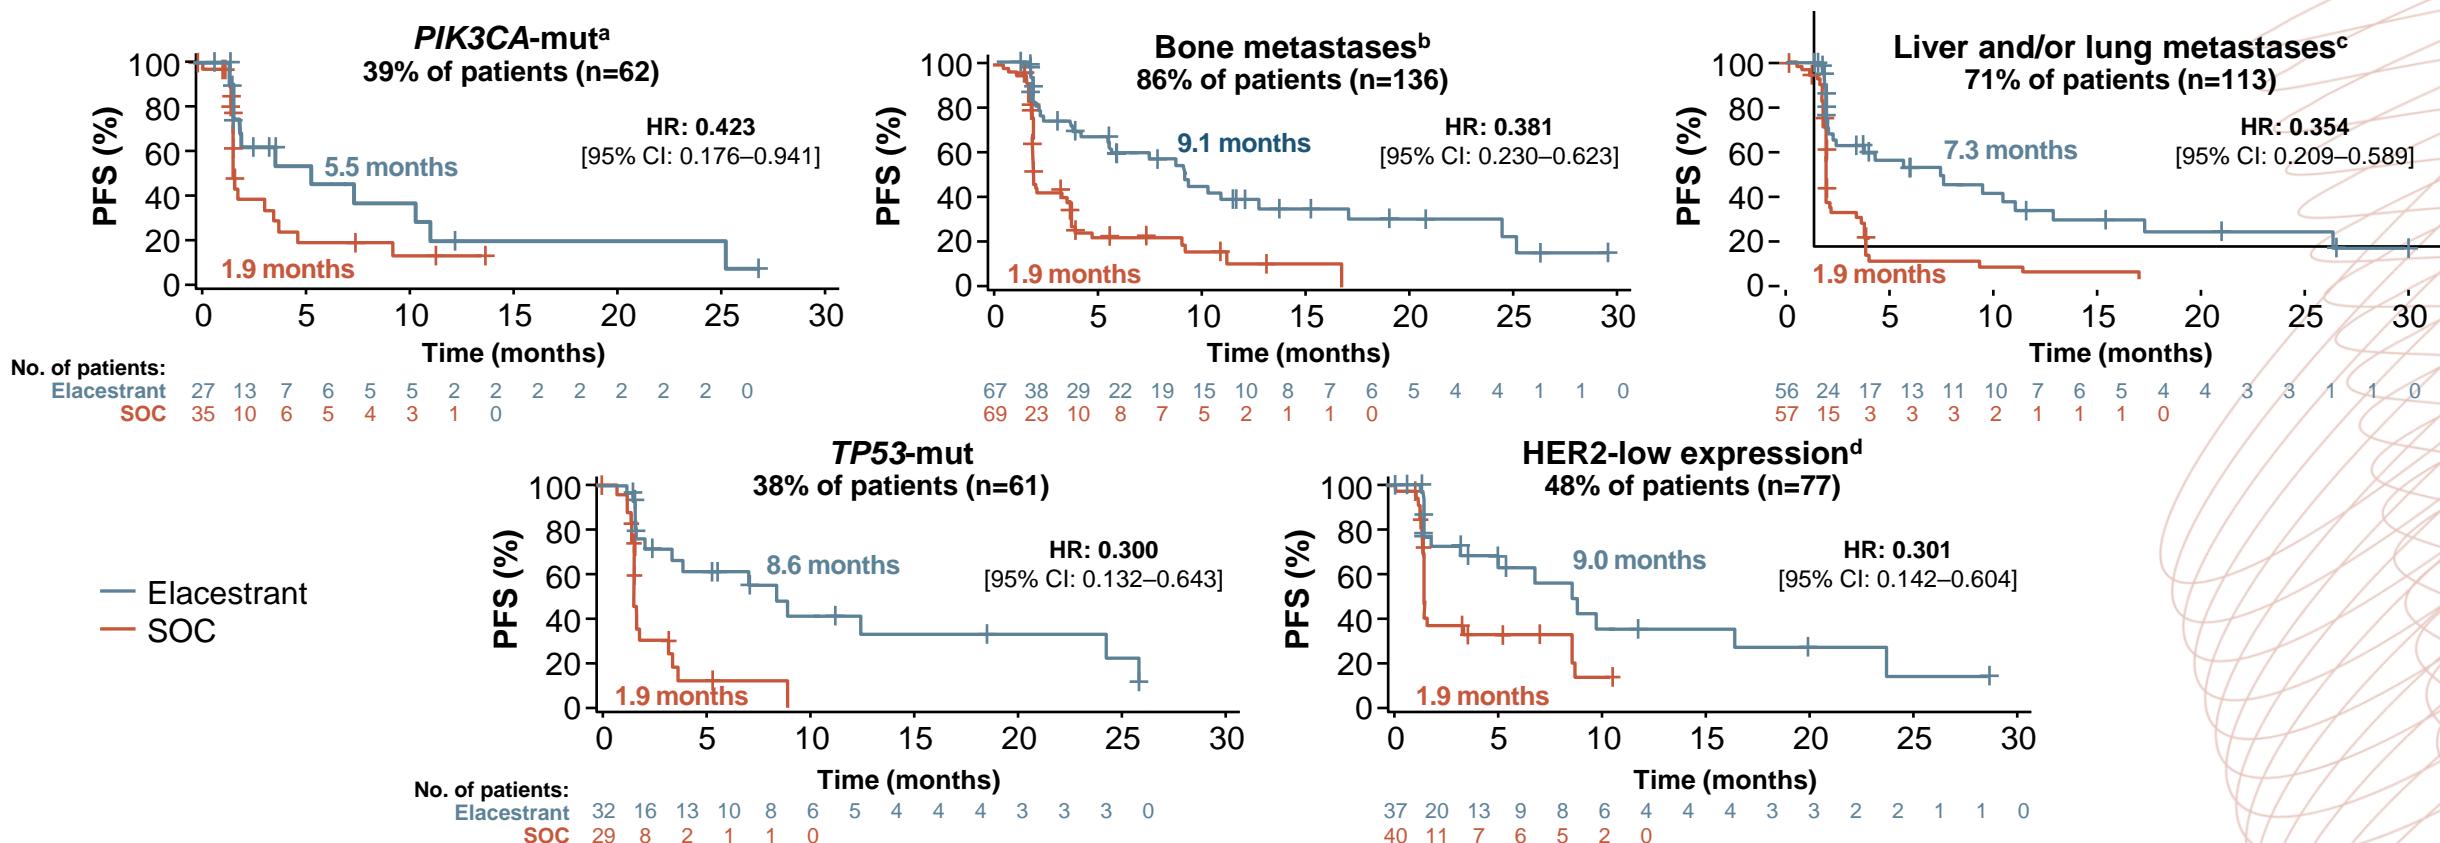 PIK3CA-mutᵃ
39% of patients (n=62)
HR: 0.423
[95% CI: 0.176–0.941]
5.5 months
1.9 months
PFS (%)
100
80
60
40
20
0
0 5 10 15 20 25 30
Time (months)
No. of patients:
Elacestrant 27 13 7 6 5 5 2 2 2 2 2 2 2 0
SOC 35 10 6 5 4 3 1 0
Bone metastasesᵇ
86% of patients (n=136)
HR: 0.381
[95% CI: 0.230–0.623]
9.1 months
1.9 months
PFS (%)
100
80
60
40
20
0
0 5 10 15 20 25 30
Time (months)
67 38 29 22 19 15 10 8 7 6 5 4 4 1 1 0
69 23 10 8 7 5 2 1 1 0
Liver and/or lung metastasesᶜ
71% of patients (n=113)
HR: 0.354
[95% CI: 0.209–0.589]
7.3 months
1.9 months
PFS (%)
100
80
60
40
20
0
0 5 10 15 20 25 30
Time (months)
56 24 17 13 11 10 7 6 5 4 4 3 3 1 1 0
57 15 3 3 3 2 1 1 1 0
Elacestrant
SOC
TP53-mut
38% of patients (n=61)
HR: 0.300
[95% CI: 0.132–0.643]
8.6 months
1.9 months
PFS (%)
100
80
60
40
20
0
0 5 10 15 20 25 30
Time (months)
No. of patients:
Elacestrant 32 16 13 10 8 6 5 4 4 4 3 3 3 0
SOC 29 8 2 1 1 0
HER2-low expressionᵈ
48% of patients (n=77)
HR: 0.301
[95% CI: 0.142–0.604]
9.0 months
1.9 months
PFS (%)
100
80
60
40
20
0
0 5 10 15 20 25 30
Time (months)
37 20 13 9 8 6 4 4 4 3 3 2 2 1 1 0
40 11 7 6 5 2 0